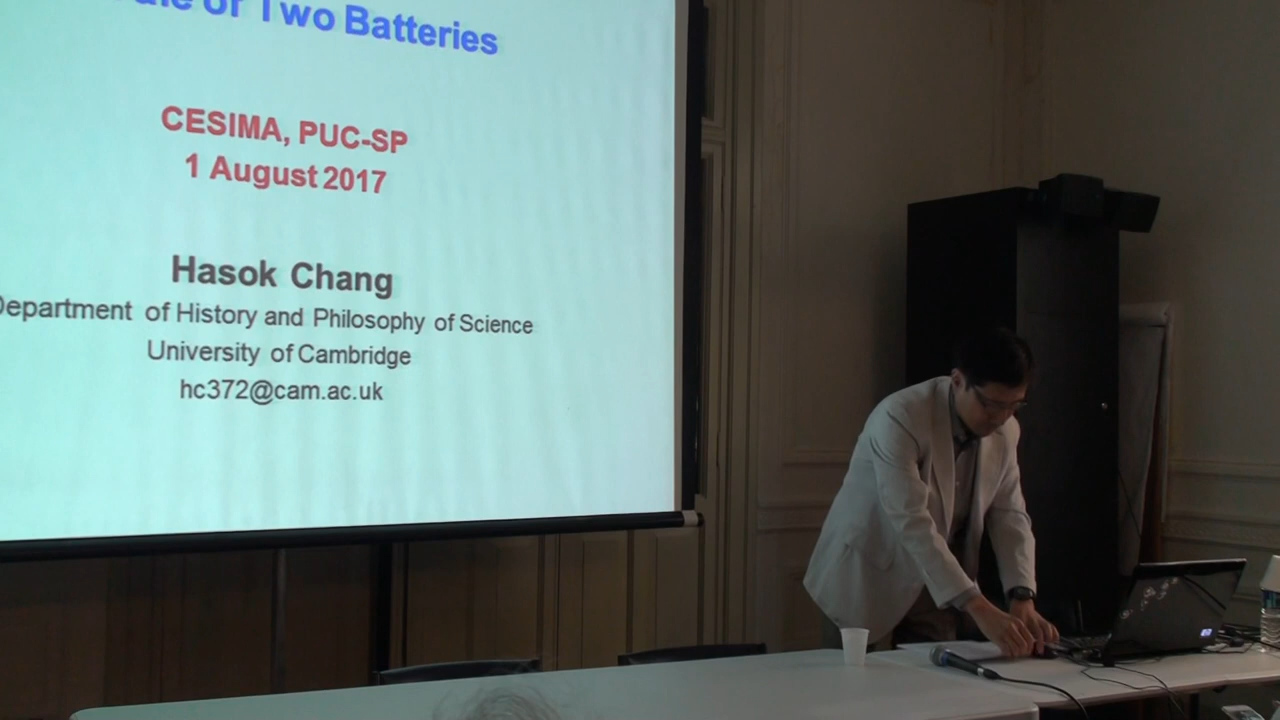 of Two Batteries
CESIMA, PUC-SP
1 August 2017
Hasok Chang
Department of History and Philosophy of Science
University of Cambridge
hc372@cam.ac.uk